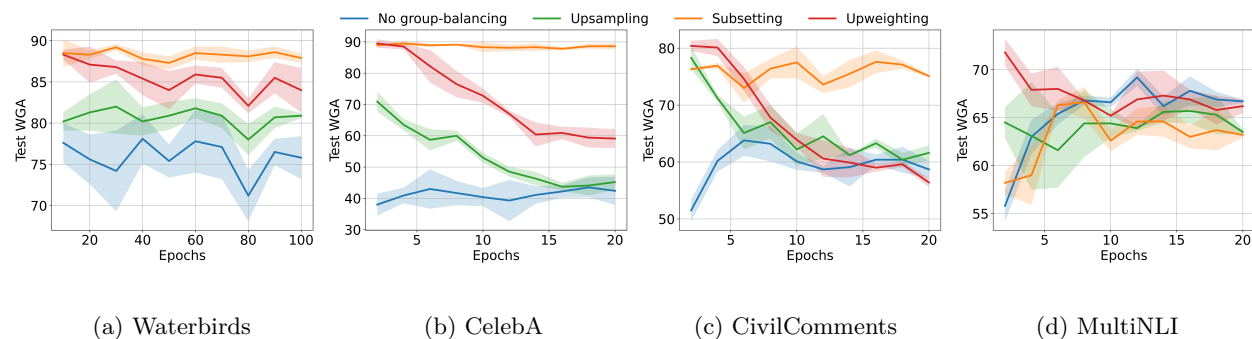 No group-balancing Upsampling Subsetting Upweighting
Test WGA
90
85
80
75
70
20 40 60 80 100
Epochs
(a) Waterbirds
Test WGA
90
80
70
60
50
40
30
5 10 15 20
Epochs
(b) CelebA
Test WGA
80
70
60
50
5 10 15 20
Epochs
(c) CivilComments
Test WGA
70
65
60
55
5 10 15 20
Epochs
(d) MultiNLI